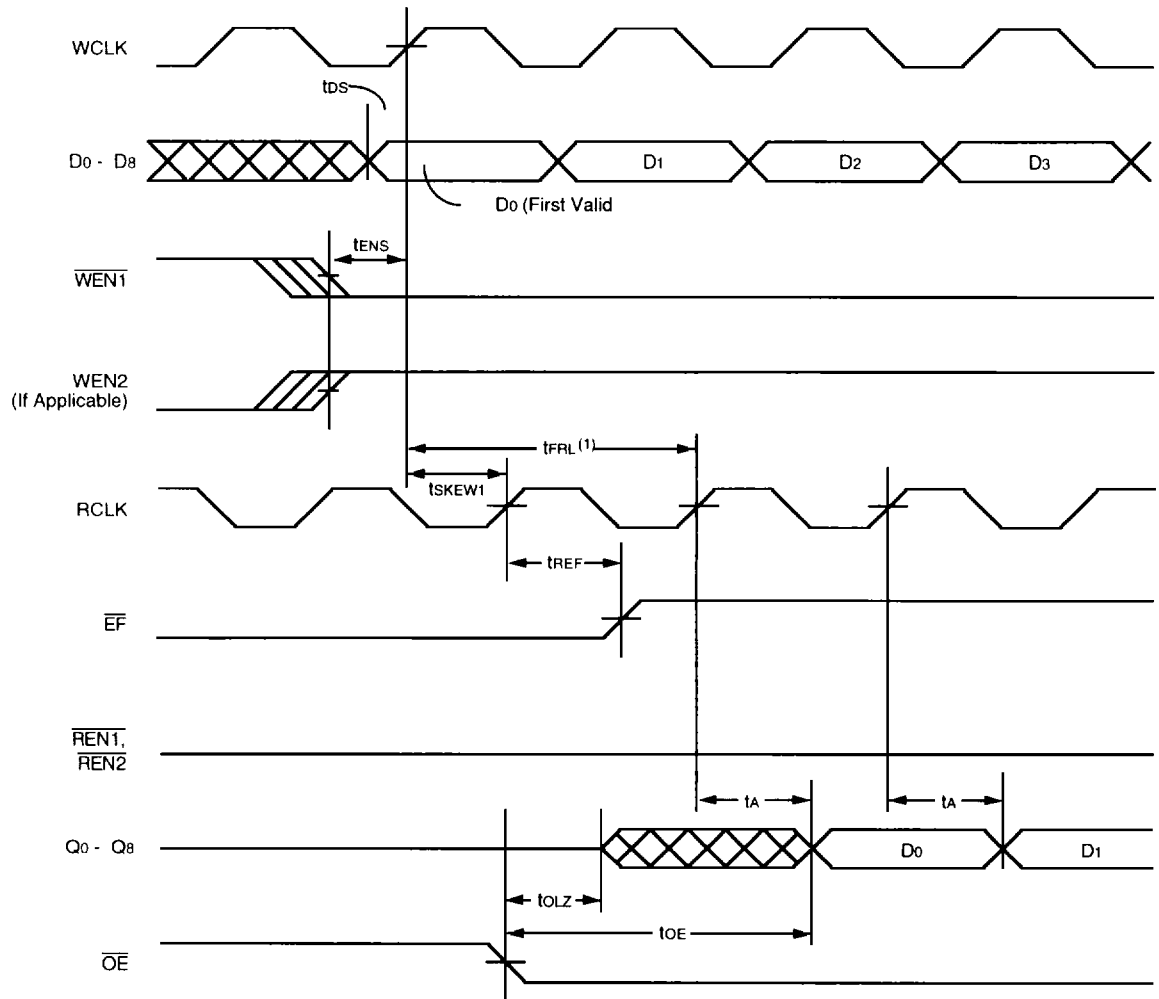 WCLK
tDS
D0 - D8
D1
D2
D3
D0 (First Valid
tENS
WEN1
WEN2
(If Applicable)
tFRL(1)
tSKEW1
RCLK
tREF
EF
REN1,
REN2
tA
tA
Q0 - Q8
D0
D1
tOLZ
tOE
OE